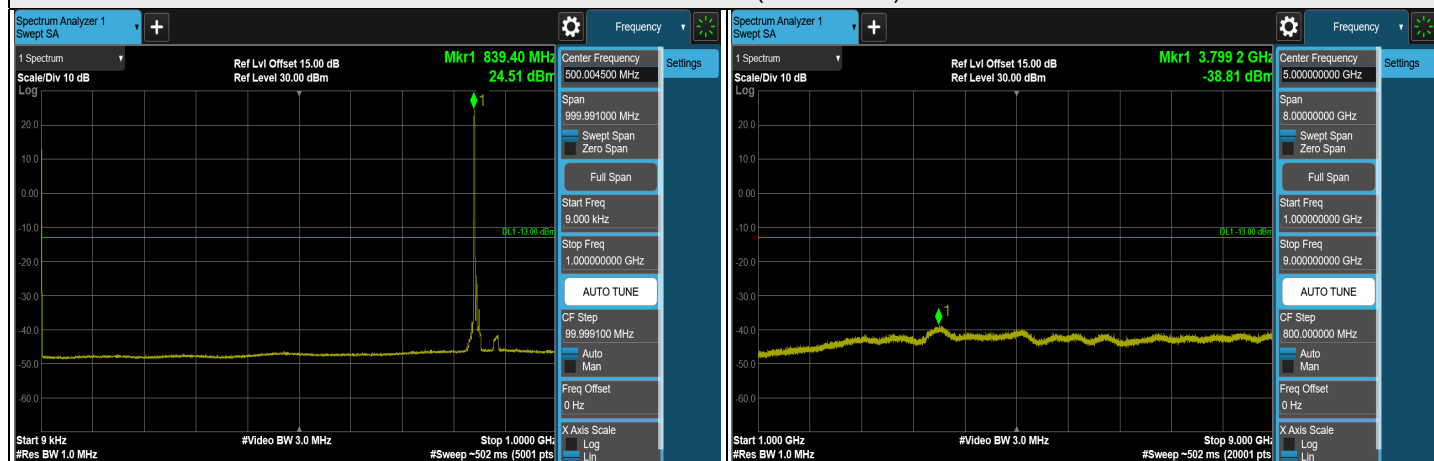 Spectrum Analyzer 1
Swept SA
+
Frequency
1 Spectrum
Ref Lvl Offset 15.00 dB
Mkr1 839.40 MHz
Scale/Div 10 dB
Ref Level 30.00 dBm
24.51 dBm
Log
1
20.0
10.0
0.00
-10.0
DL1 -13.00 dBm
-20.0
-30.0
-40.0
-50.0
-60.0
Start 9 kHz
#Video BW 3.0 MHz
Stop 1.0000 GHz
#Res BW 1.0 MHz
#Sweep ~502 ms (5001 pts
Center Frequency
500.004500 MHz
Settings
Span
999.991000 MHz
Swept Span
Zero Span
Full Span
Start Freq
9.000 kHz
Stop Freq
1.000000000 GHz
AUTO TUNE
CF Step
99.999100 MHz
Auto
Man
Freq Offset
0 Hz
X Axis Scale
Log
Lin
Spectrum Analyzer 1
Swept SA
+
Frequency
1 Spectrum
Ref Lvl Offset 15.00 dB
Mkr1 3.799 2 GHz
Scale/Div 10 dB
Ref Level 30.00 dBm
-38.81 dBm
Log
20.0
10.0
0.00
-10.0
DL1 -13.00 dBm
-20.0
-30.0
1
-40.0
-50.0
-60.0
Start 1.000 GHz
#Video BW 3.0 MHz
Stop 9.000 GHz
#Res BW 1.0 MHz
#Sweep ~502 ms (20001 pts
Center Frequency
5.000000000 GHz
Settings
Span
8.00000000 GHz
Swept Span
Zero Span
Full Span
Start Freq
1.000000000 GHz
Stop Freq
9.000000000 GHz
AUTO TUNE
CF Step
800.000000 MHz
Auto
Man
Freq Offset
0 Hz
X Axis Scale
Log
Lin